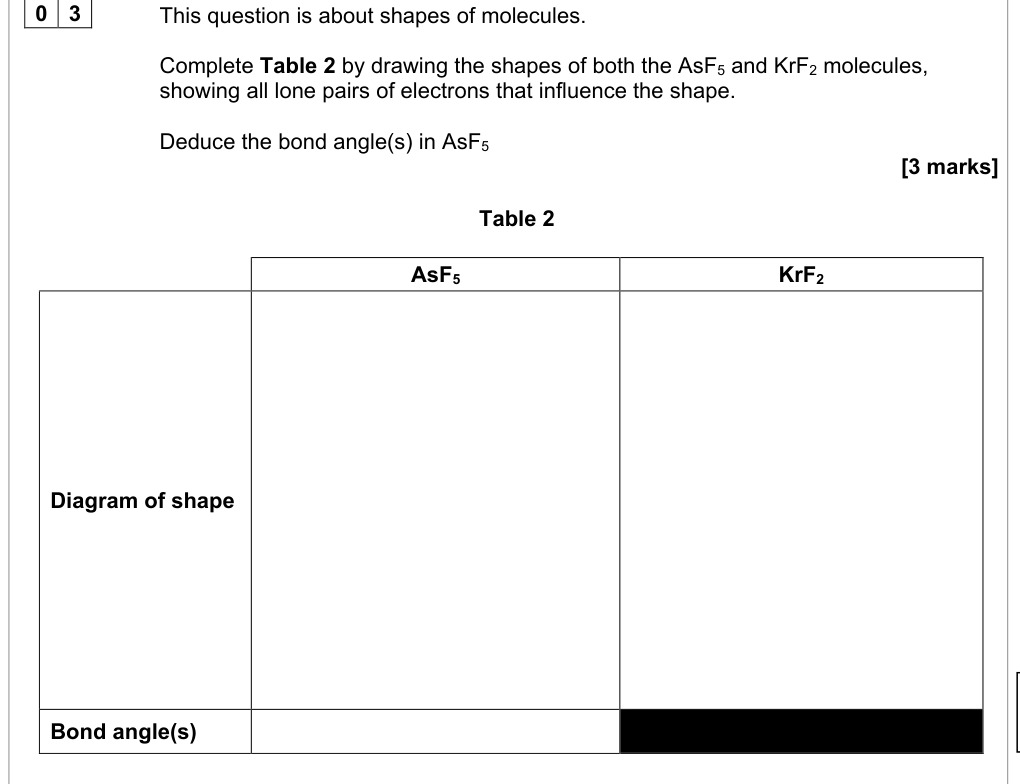 0 3 This question is about shapes of molecules.
Complete Table 2 by drawing the shapes of both the AsF₅ and KrF₂ molecules,
showing all lone pairs of electrons that influence the shape.
Deduce the bond angle(s) in AsF₅
[3 marks]
Table 2
AsF₅ KrF₂
Diagram of shape
Bond angle(s)